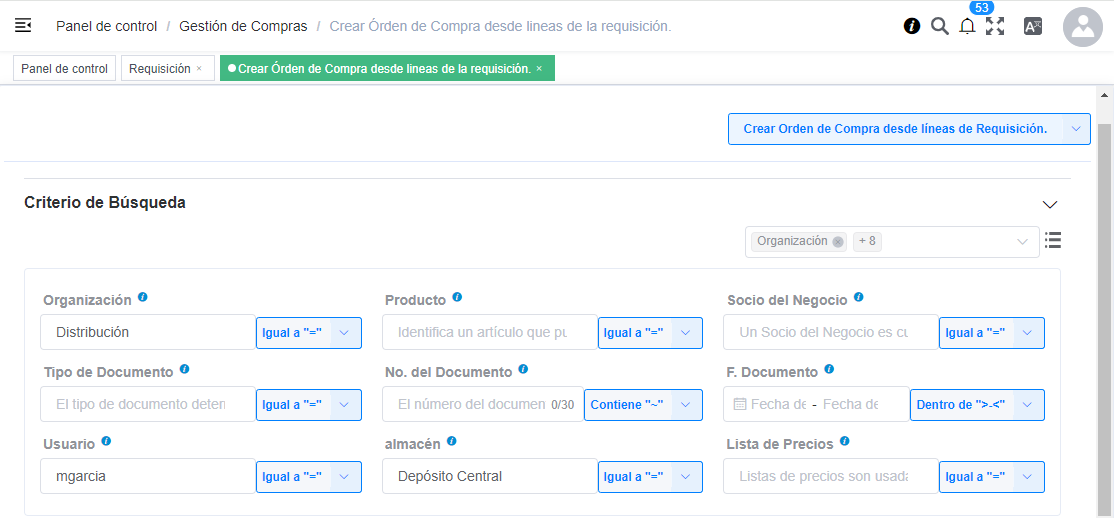 53
Panel de control / Gestión de Compras / Crear Órden de Compra desde lineas de la requisición.
Panel de control Requisición × Crear Órden de Compra desde lineas de la requisición. ×
Crear Orden de Compra desde líneas de Requisición.
Criterio de Búsqueda
Organización + 8
Organización Producto Socio del Negocio
Distribución Igual a "=" Identifica un artículo que pu Igual a "=" Un Socio del Negocio es cu Igual a "="
Tipo de Documento No. del Documento F. Documento
El tipo de documento deten Igual a "=" El número del documen 0/30 Contiene "~" Fecha de - Fecha de Dentro de ">-<"
Usuario almacén Lista de Precios
mgarcia Igual a "=" Depósito Central Igual a "=" Listas de precios son usada Igual a "="